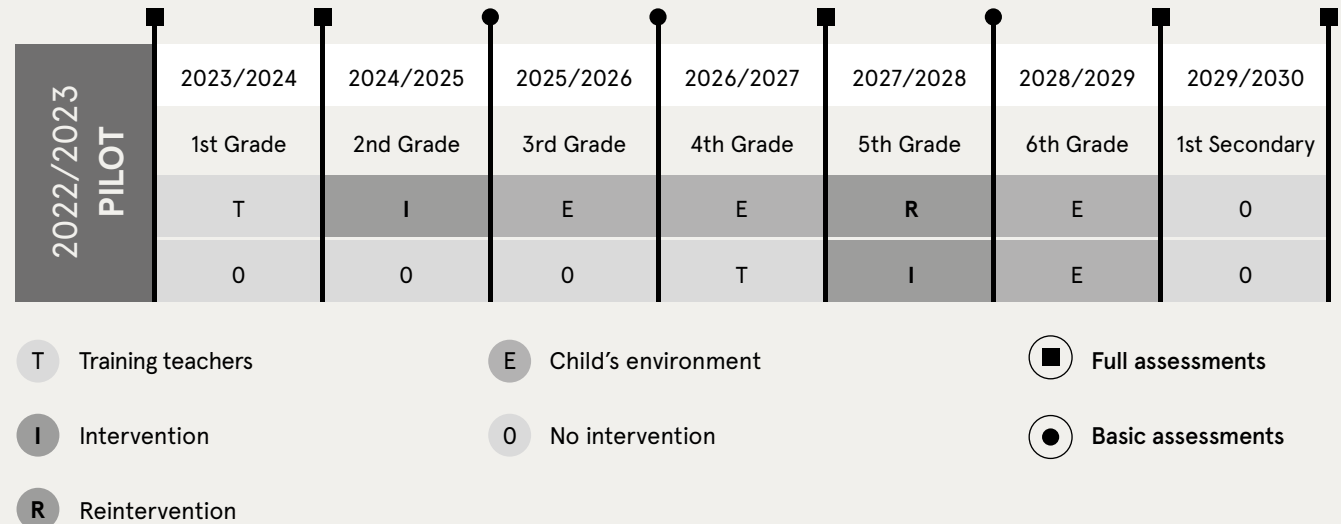 2022/2023
PILOT
2023/2024 2024/2025 2025/2026 2026/2027 2027/2028 2028/2029 2029/2030
1st Grade 2nd Grade 3rd Grade 4th Grade 5th Grade 6th Grade 1st Secondary
T I E E R E 0
0 0 0 T I E 0
T Training teachers E Child’s environment Full assessments
I Intervention 0 No intervention Basic assessments
R Reintervention